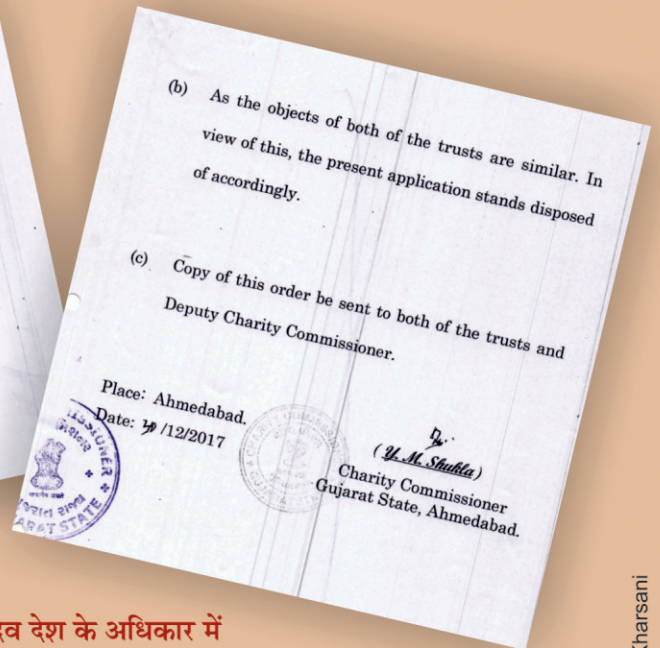 (b) As the objects of both of the trusts are similar. In
view of this, the present application stands disposed
of accordingly.
(c) Copy of this order be sent to both of the trusts and
Deputy Charity Commissioner.
Place: Ahmedabad.
Date: /12/2017
(Y. M. Shukla)
Charity Commissioner
Gujarat State, Ahmedabad.
देश के अधिकार में